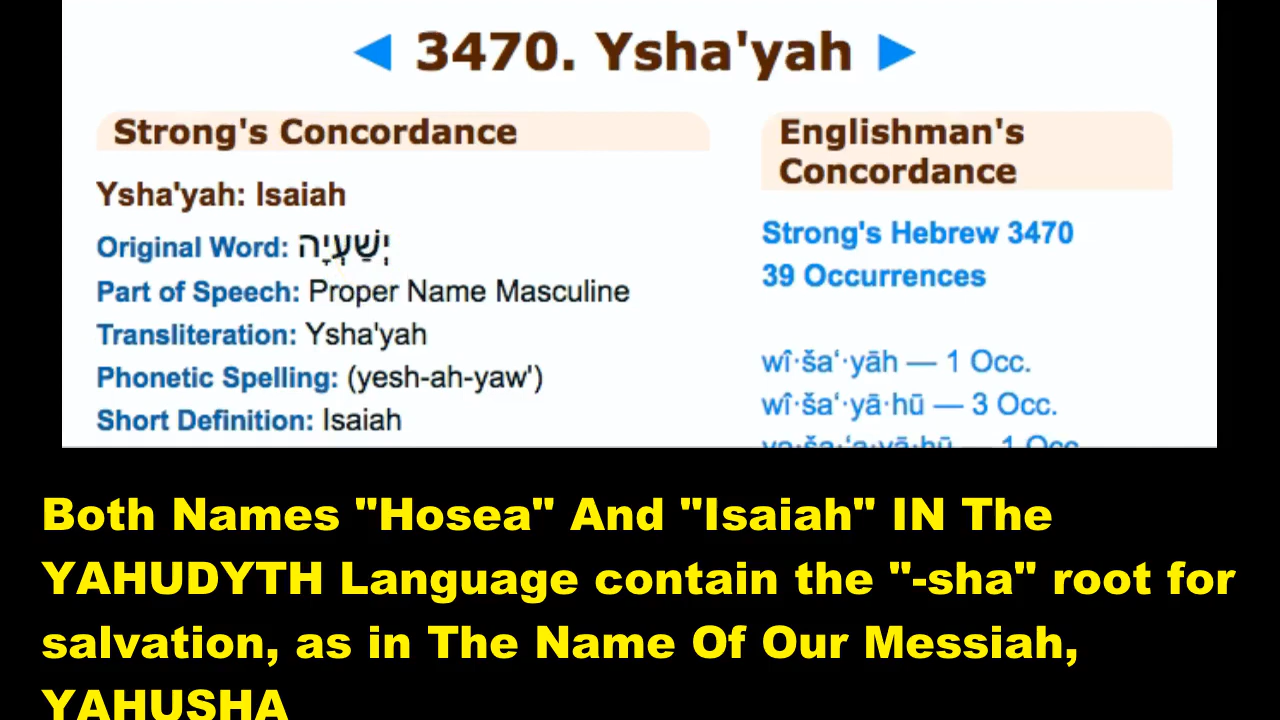 ◄ 3470. Ysha'yah ►
Strong's Concordance
Ysha'yah: Isaiah
Original Word: יְשַׁעְיָה
Part of Speech: Proper Name Masculine
Transliteration: Ysha'yah
Phonetic Spelling: (yesh-ah-yaw')
Short Definition: Isaiah
Englishman's
Concordance
Strong's Hebrew 3470
39 Occurrences
wî·ša‘·yāh — 1 Occ.
wî·ša‘·yā·hū — 3 Occ.
Both Names "Hosea" And "Isaiah" IN The
YAHUDYTH Language contain the "-sha" root for
salvation, as in The Name Of Our Messiah,
YAHUSHA